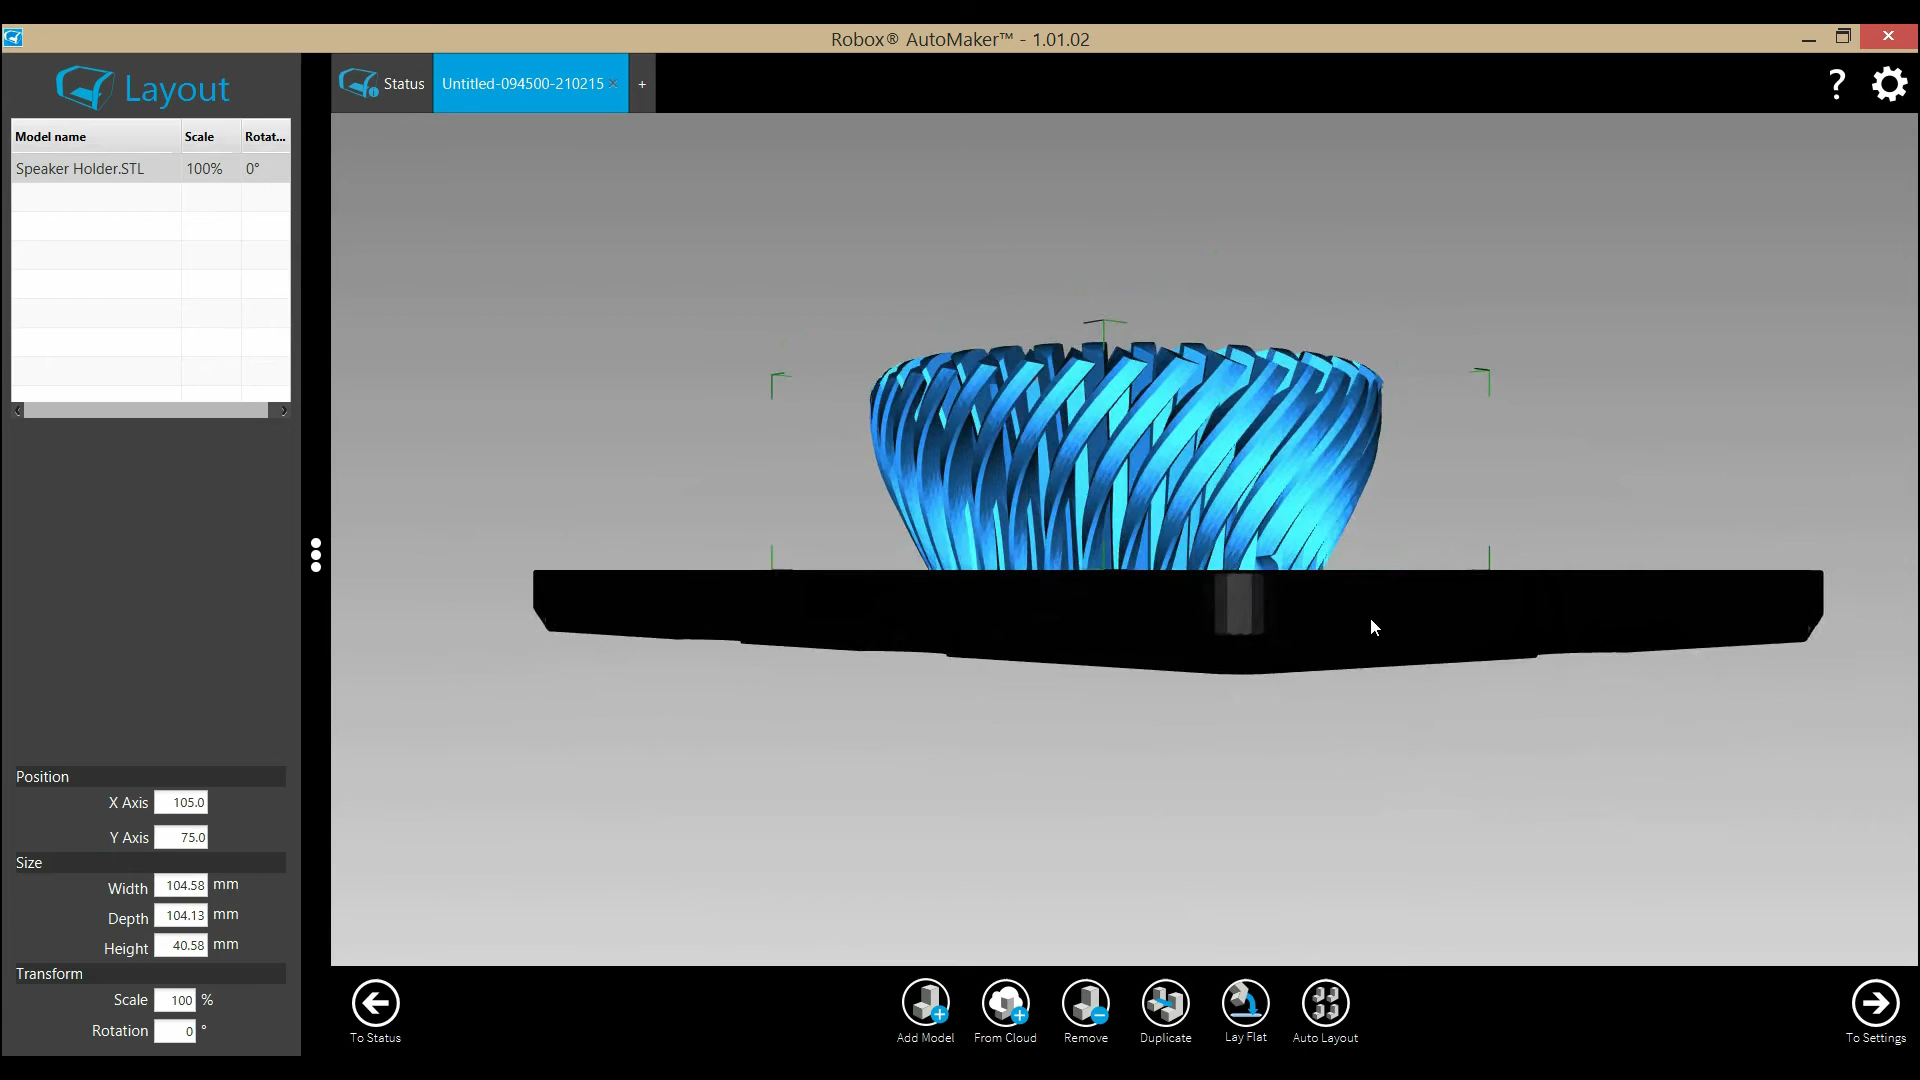 Robox® AutoMaker™ - 1.01.02
Layout
Status
Untitled-094500-210215 ×
+
?
Model name Scale Rotat...
Speaker Holder.STL 100% 0°
Position
X Axis 105.0
Y Axis 75.0
Size
Width 104.58 mm
Depth 104.13 mm
Height 40.58 mm
Transform
Scale 100 %
Rotation 0 °
To Status
Add Model
From Cloud
Remove
Duplicate
Lay Flat
Auto Layout
To Settings